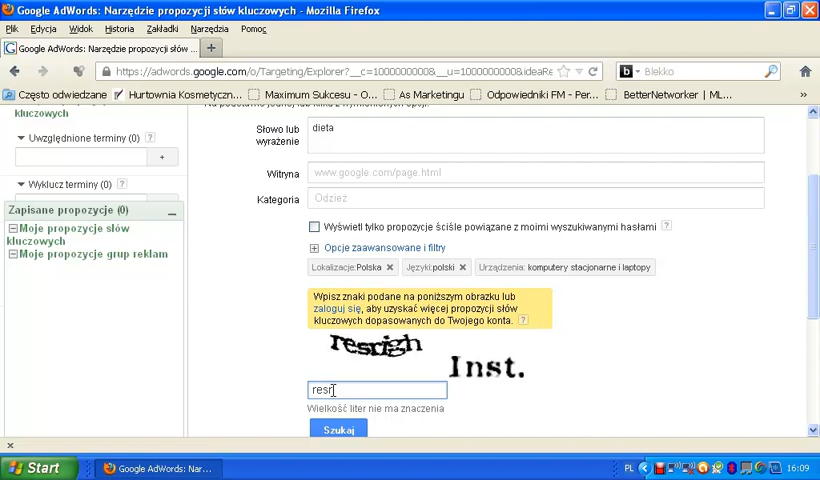 Google AdWords: Narzędzie propozycji słów kluczowych - Mozilla Firefox
Plik Edycja Widok Historia Zakładki Narzędzia Pomoc
Google AdWords: Narzędzie propozycji słów ...
https://adwords.google.com/o/Targeting/Explorer?__c=1000000000&__u=1000000000&ideaRe
b Blekko
Często odwiedzane Hurtownia Kosmetyczn... Maximum Sukcesu - O... As Marketingu Odpowiedniki FM - Per... BetterNetworker | ML... »
kluczowych
Uwzględnione terminy (0) ?
+
Wyklucz terminy (0) ?
Zapisane propozycje (0)
Moje propozycje słów
kluczowych
Moje propozycje grup reklam
Słowo lub
wyrażenie
dieta
Witryna
www.google.com/page.html
Kategoria
Odzież
Wyświetl tylko propozycje ściśle powiązane z moimi wyszukiwanymi hasłami ?
Opcje zaawansowane i filtry
Lokalizacje:Polska Języki:polski Urządzenia: komputery stacjonarne i laptopy
Wpisz znaki podane na poniższym obrazku lub
zaloguj się, aby uzyskać więcej propozycji słów
kluczowych dopasowanych do Twojego konta. ?
resrigh
Inst.
resr
Wielkość liter nie ma znaczenia
Szukaj
Start
Google AdWords: Nar...
PL
16:09